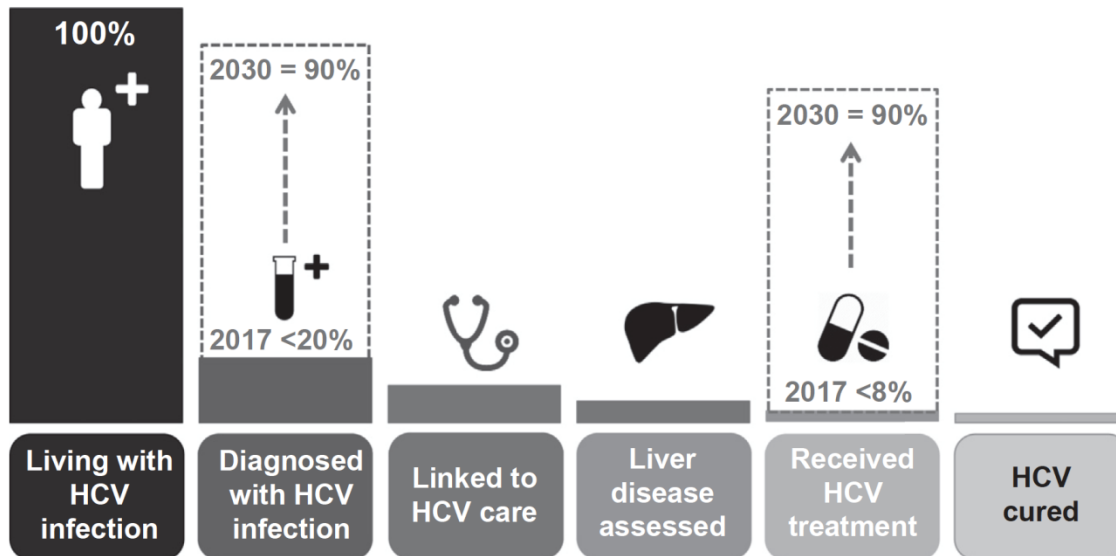 100%
2030 = 90%
2017 <20%
2030 = 90%
2017 <8%
Living with
HCV
infection
Diagnosed
with HCV
infection
Linked to
HCV care
Liver
disease
assessed
Received
HCV
treatment
HCV
cured